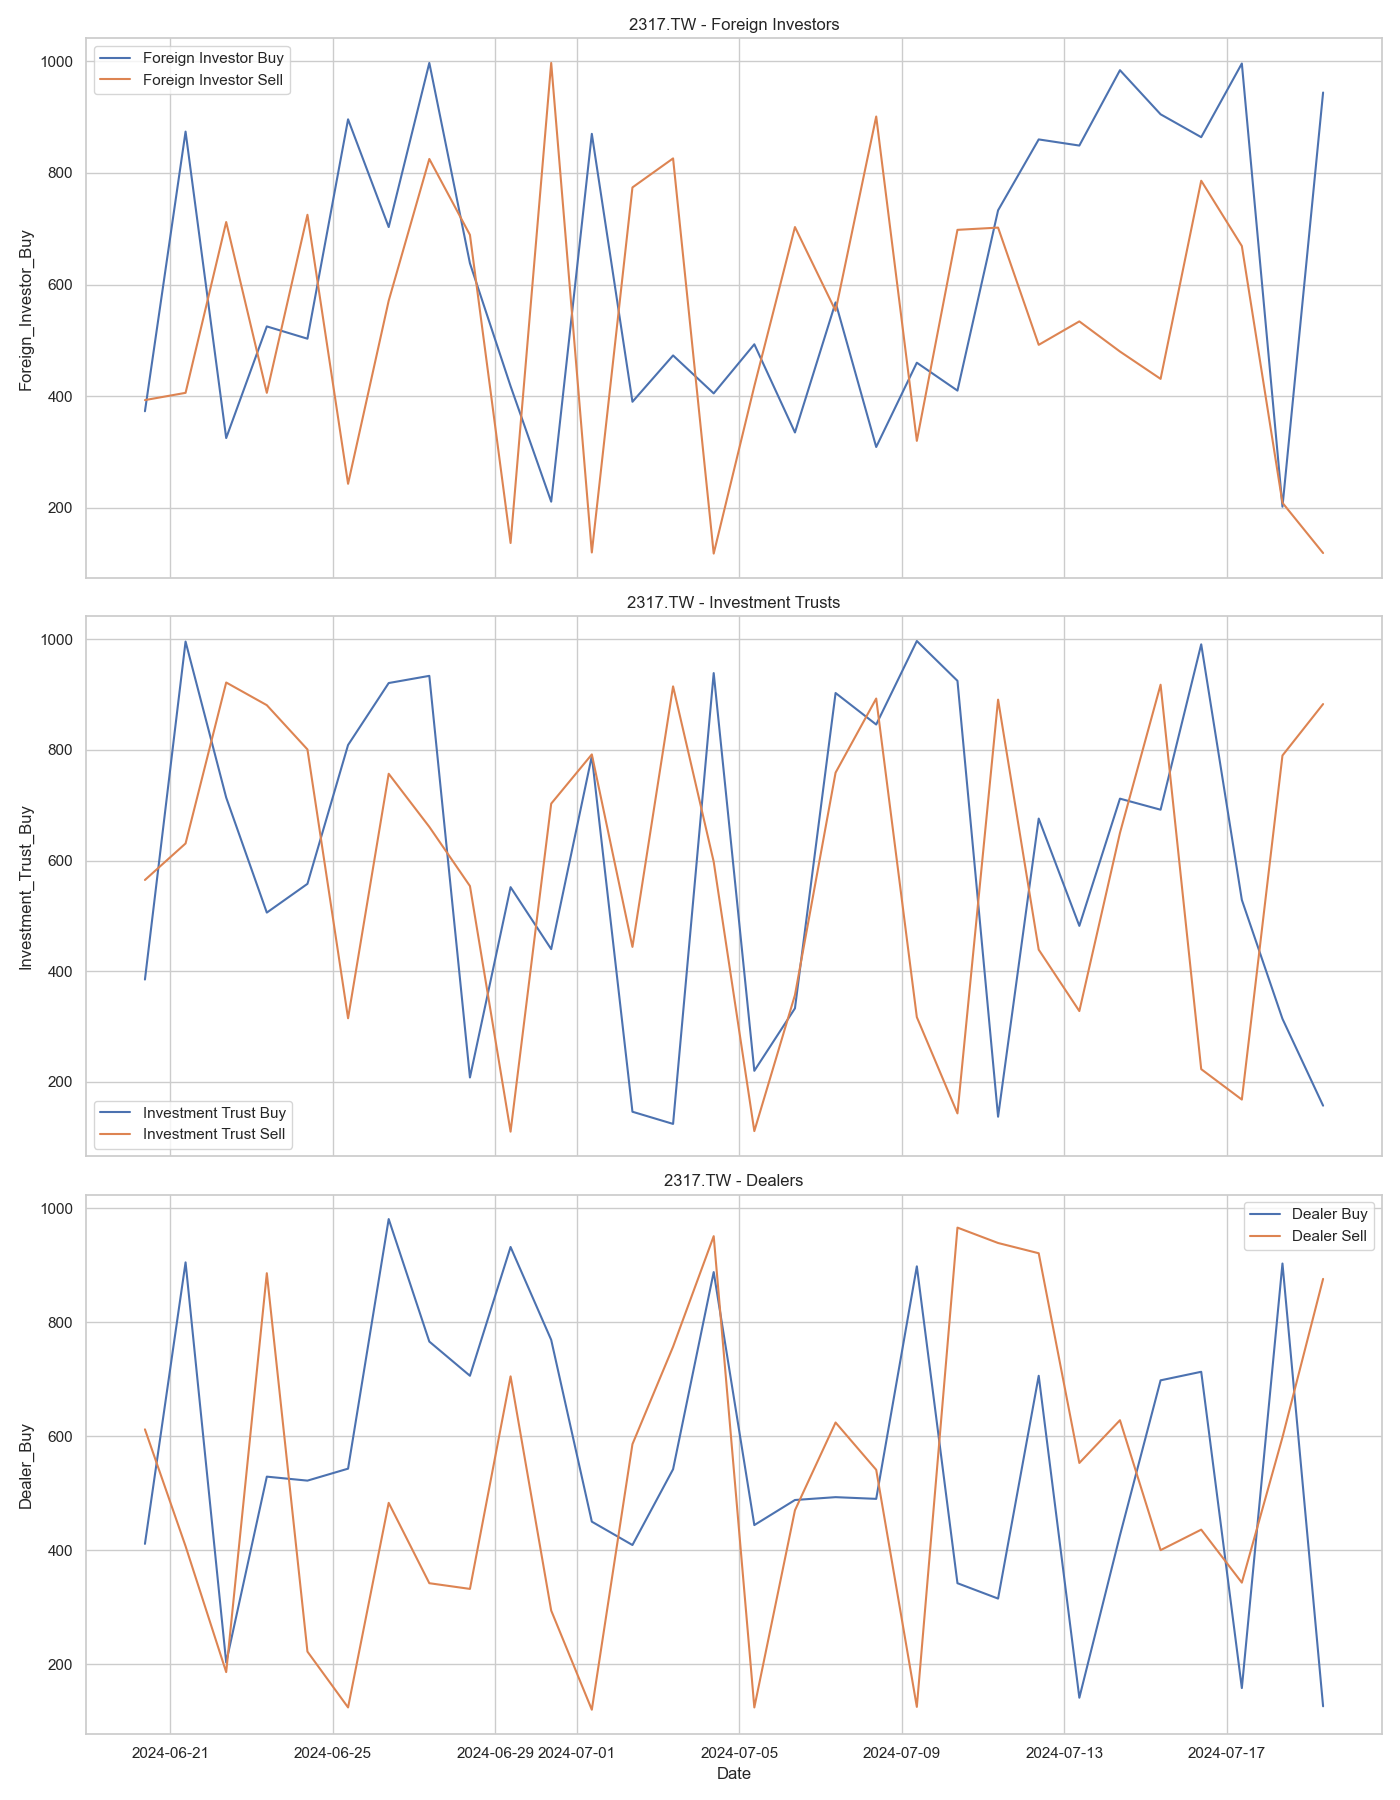 2317.TW - Foreign Investors
Foreign Investor Buy
Foreign Investor Sell
Foreign_Investor_Buy
1000
800
600
400
200
2317.TW - Investment Trusts
Investment Trust Buy
Investment Trust Sell
Investment_Trust_Buy
1000
800
600
400
200
2317.TW - Dealers
Dealer Buy
Dealer Sell
Dealer_Buy
1000
800
600
400
200
2024-06-21 2024-06-25 2024-06-29 2024-07-01 2024-07-05 2024-07-09 2024-07-13 2024-07-17
Date